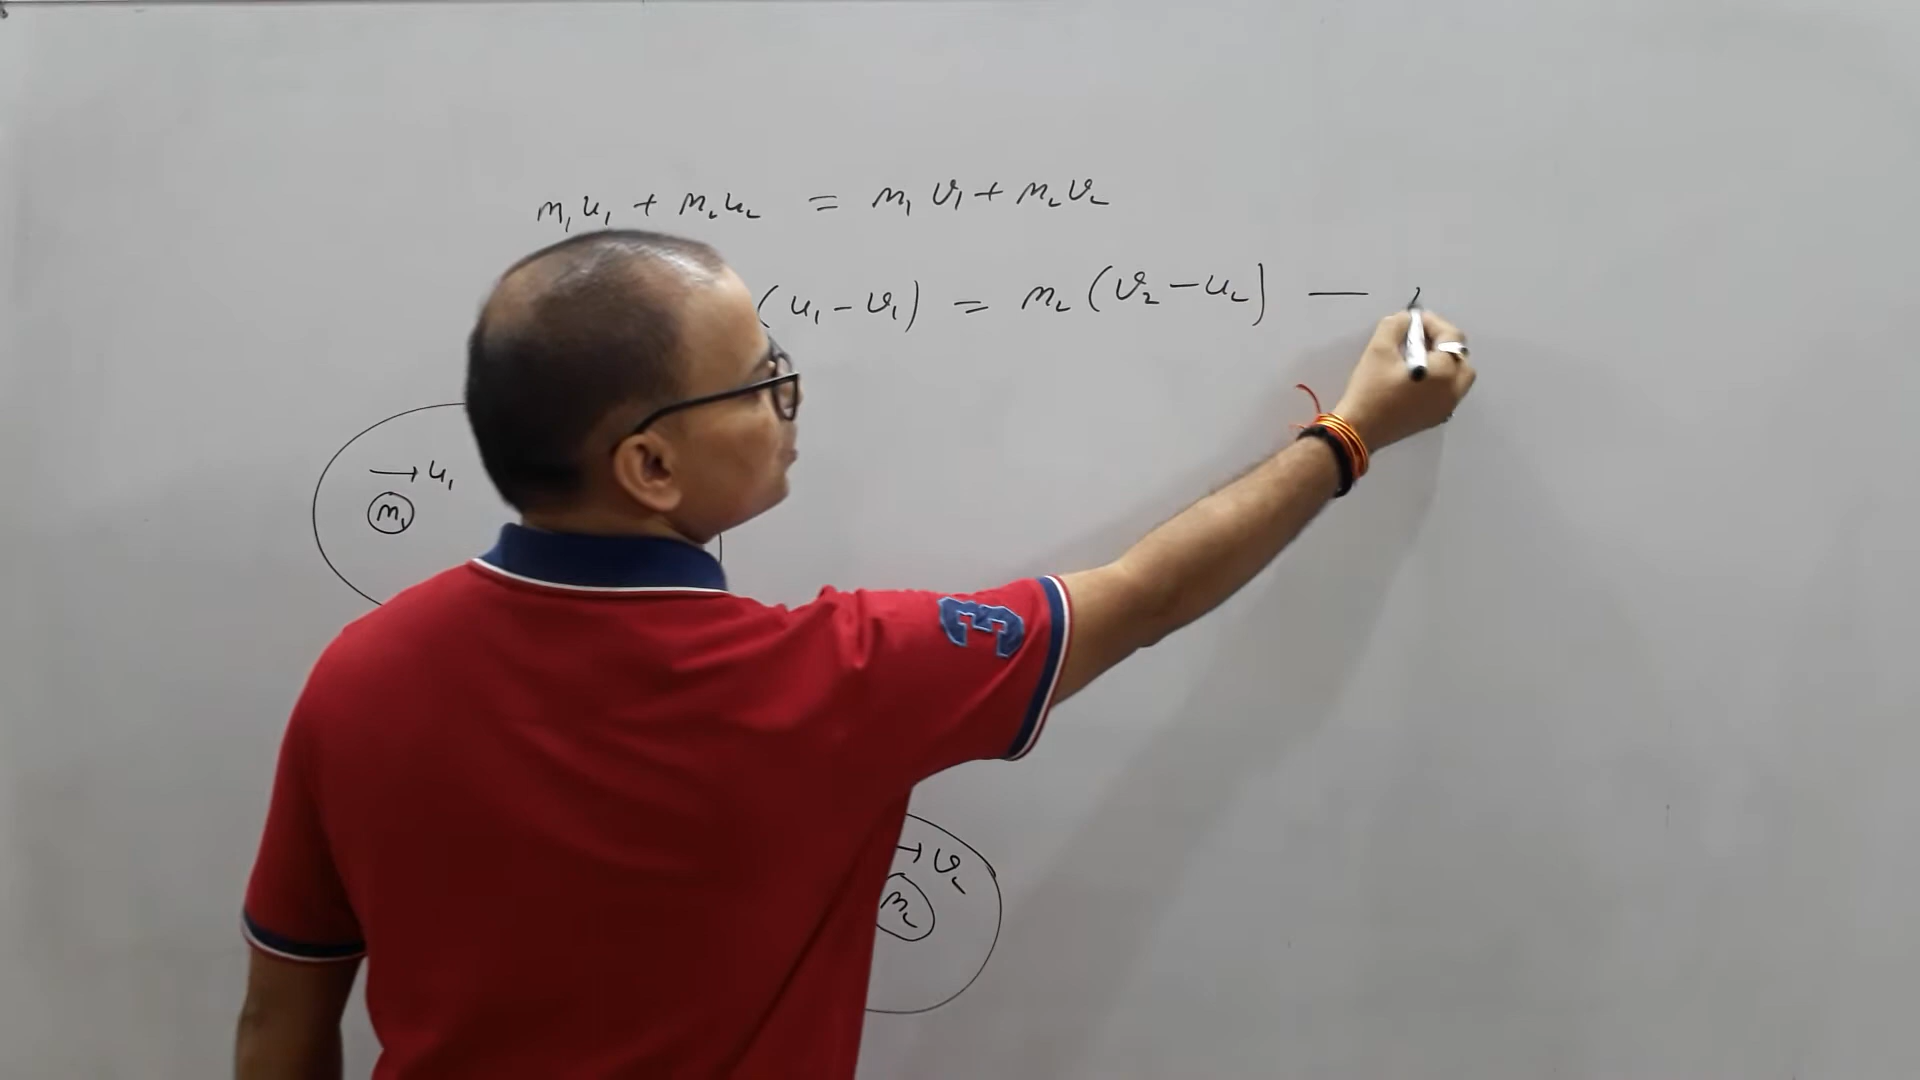 m₁u₁ + m₂u₂ = m₁v₁ + m₂v₂
(u₁ - v₁) = m₂(v₂ - u₂) —
→ u₁
m₁
3
→ v₂
m₂